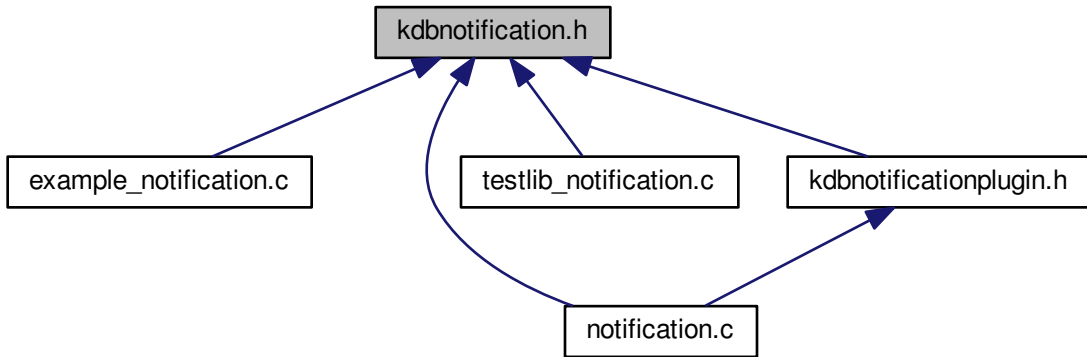 kdbnotification.h
example_notification.c
testlib_notification.c
kdbnotificationplugin.h
notification.c